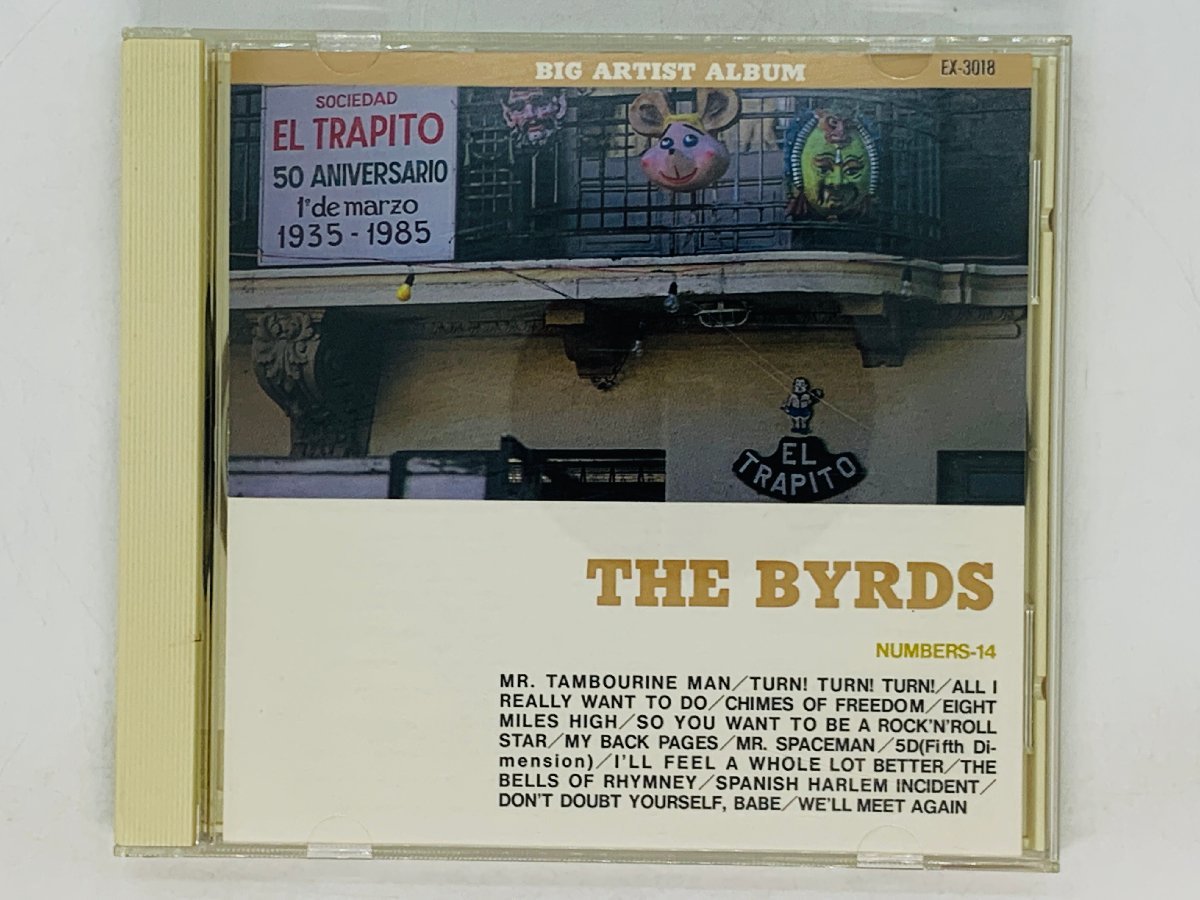 BIG ARTIST ALBUM
EX-3018
SOCIEDAD
EL TRAPITO
50 ANIVERSARIO
1º de marzo
1935 - 1985
EL
TRAPITO
THE BYRDS
NUMBERS-14
MR. TAMBOURINE MAN/TURN! TURN! TURN!/ALL I
REALLY WANT TO DO/CHIMES OF FREEDOM/EIGHT
MILES HIGH/SO YOU WANT TO BE A ROCK'N'ROLL
STAR/MY BACK PAGES/MR. SPACEMAN/5D(Fifth Di-
mension)/I'LL FEEL A WHOLE LOT BETTER/THE
BELLS OF RHYMNEY/SPANISH HARLEM INCIDENT/
DON'T DOUBT YOURSELF, BABE/WE'LL MEET AGAIN